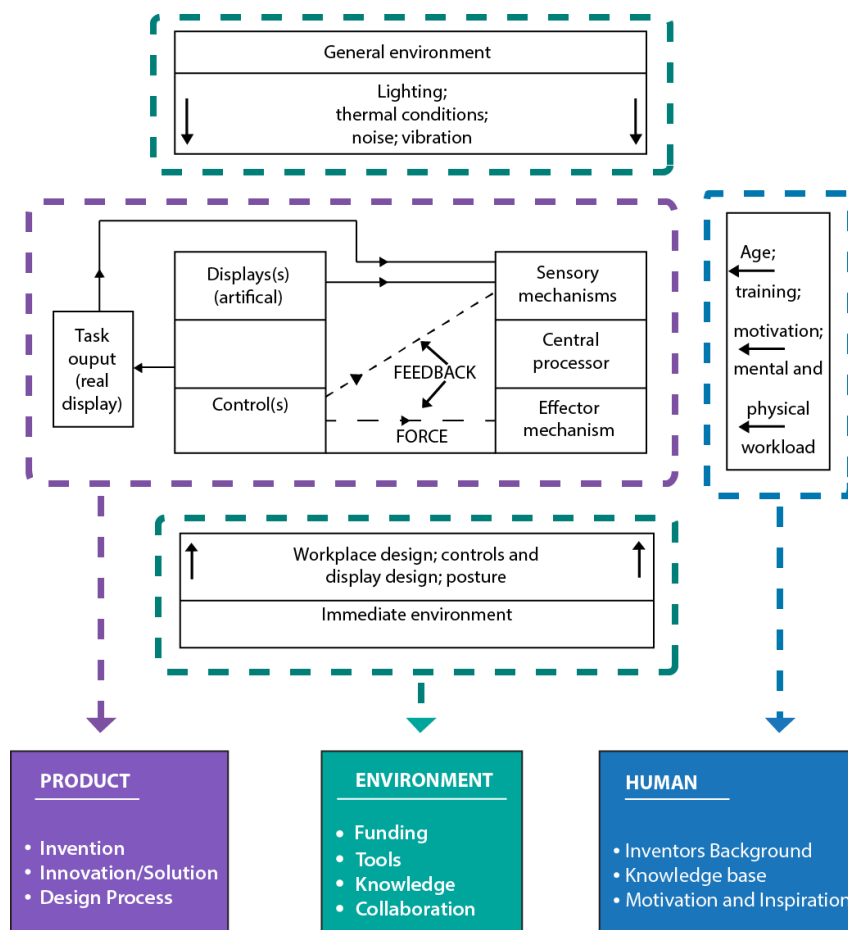 General environment
Lighting;
thermal conditions;
noise; vibration
Displays(s)
(artifical)
Sensory
mechanisms
Task
ouput
(real
display)
Central
processor
FEEDBACK
Control(s)
Effector
mechanism
FORCE
Age;
training;
motivation;
mental and
physical
workload
Workplace design; controls and
display design; posture
Immediate environment
PRODUCT
• Invention
• Innovation/Solution
• Design Process
ENVIRONMENT
• Funding
• Tools
• Knowledge
• Collaboration
HUMAN
• Inventors Background
• Knowledge base
• Motivation and Inspiration